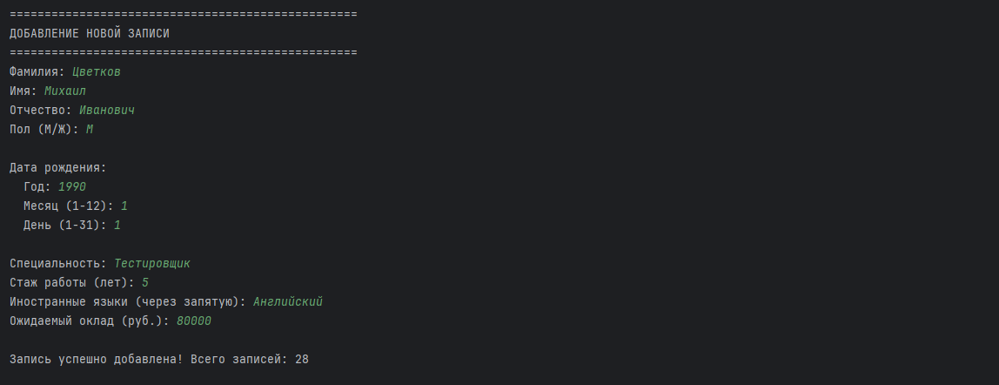 ==================================================
ДОБАВЛЕНИЕ НОВОЙ ЗАПИСИ
==================================================
Фамилия: Цветков
Имя: Михаил
Отчество: Иванович
Пол (М/Ж): М
Дата рождения:
Год: 1990
Месяц (1-12): 1
День (1-31): 1
Специальность: Тестировщик
Стаж работы (лет): 5
Иностранные языки (через запятую): Английский
Ожидаемый оклад (руб.): 80000
Запись успешно добавлена! Всего записей: 28